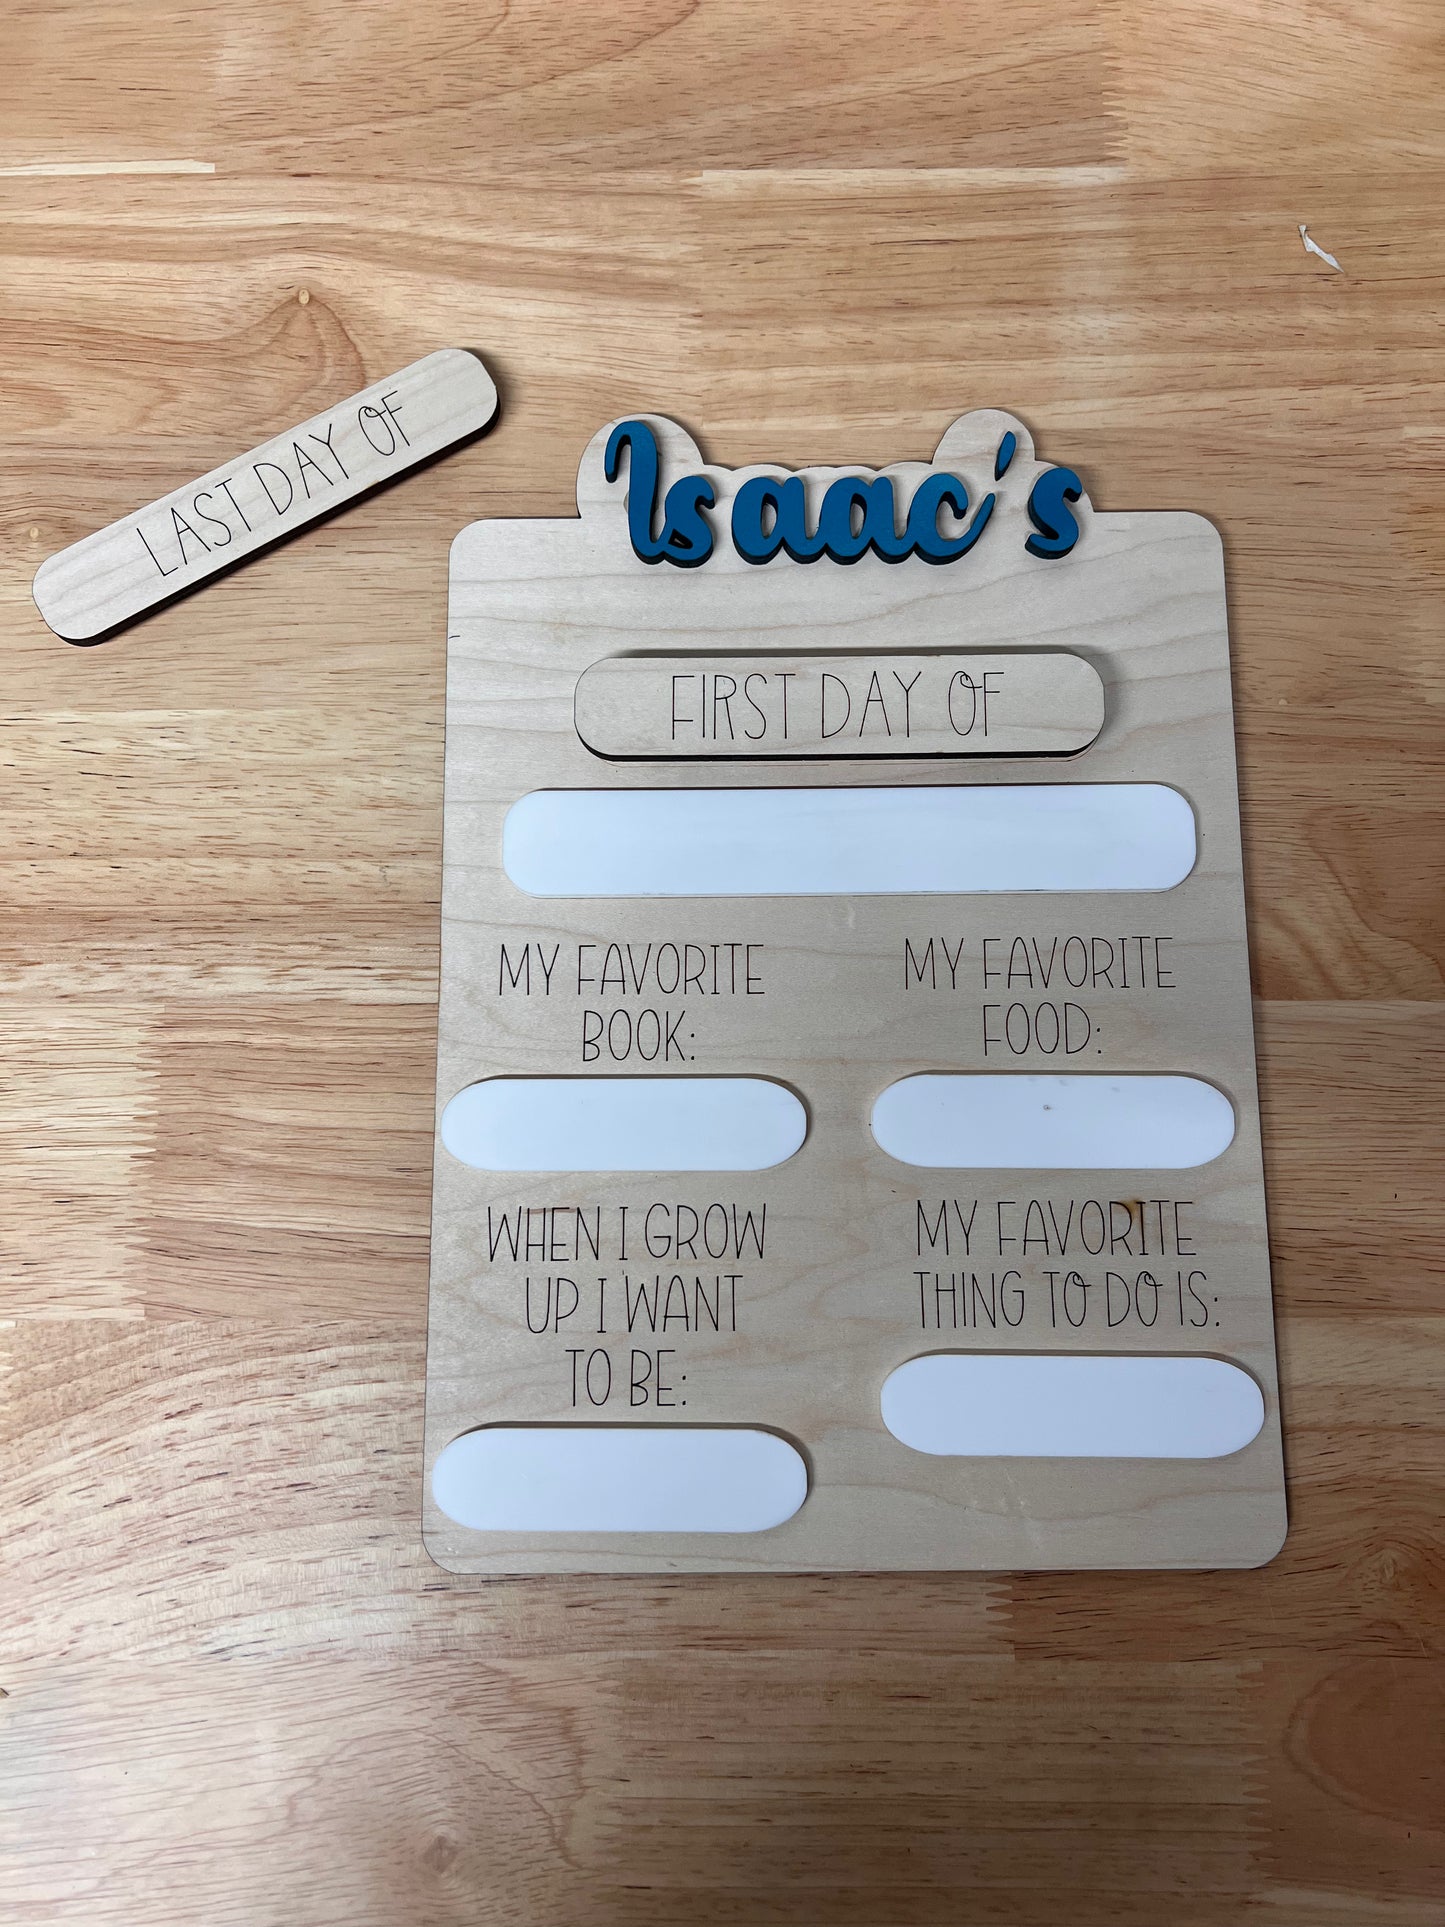 LAST DAY OF
Isaac's
FIRST DAY OF
MY FAVORITE
BOOK:
MY FAVORITE
FOOD:
WHEN I GROW
UP I WANT
TO BE:
MY FAVORITE
THING TO DO IS: